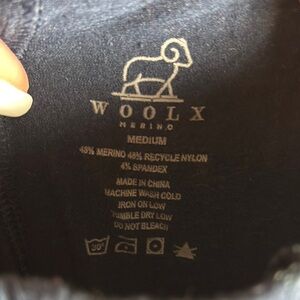 WOOLX
MERINO
MEDIUM
48% MERINO 48% RECYCLE NYLON
4% SPANDEX
MADE IN CHINA
MACHINE WASH COLD
IRON ON LOW
TUMBLE DRY LOW
DO NOT BLEACH
30°